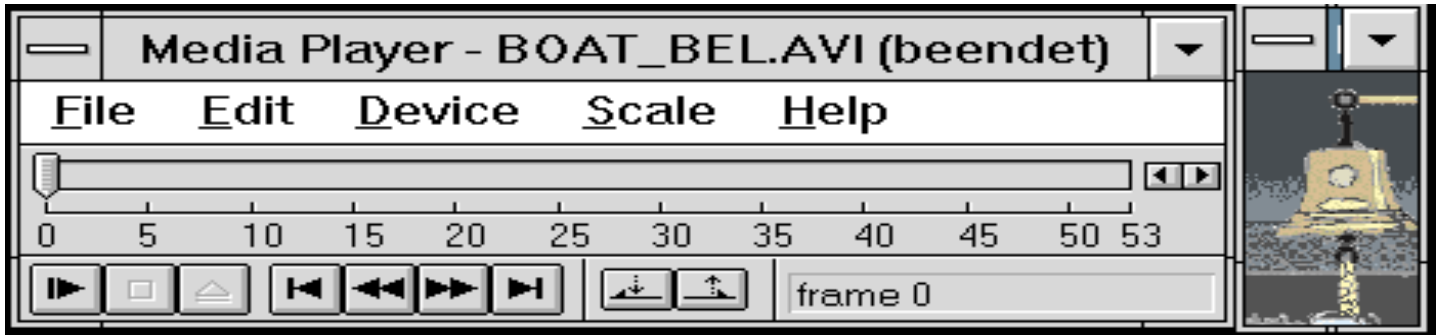 Media Player - BOAT_BEL.AVI (beendet)
File Edit Device Scale Help
0 5 10 15 20 25 30 35 40 45 50 53
frame 0